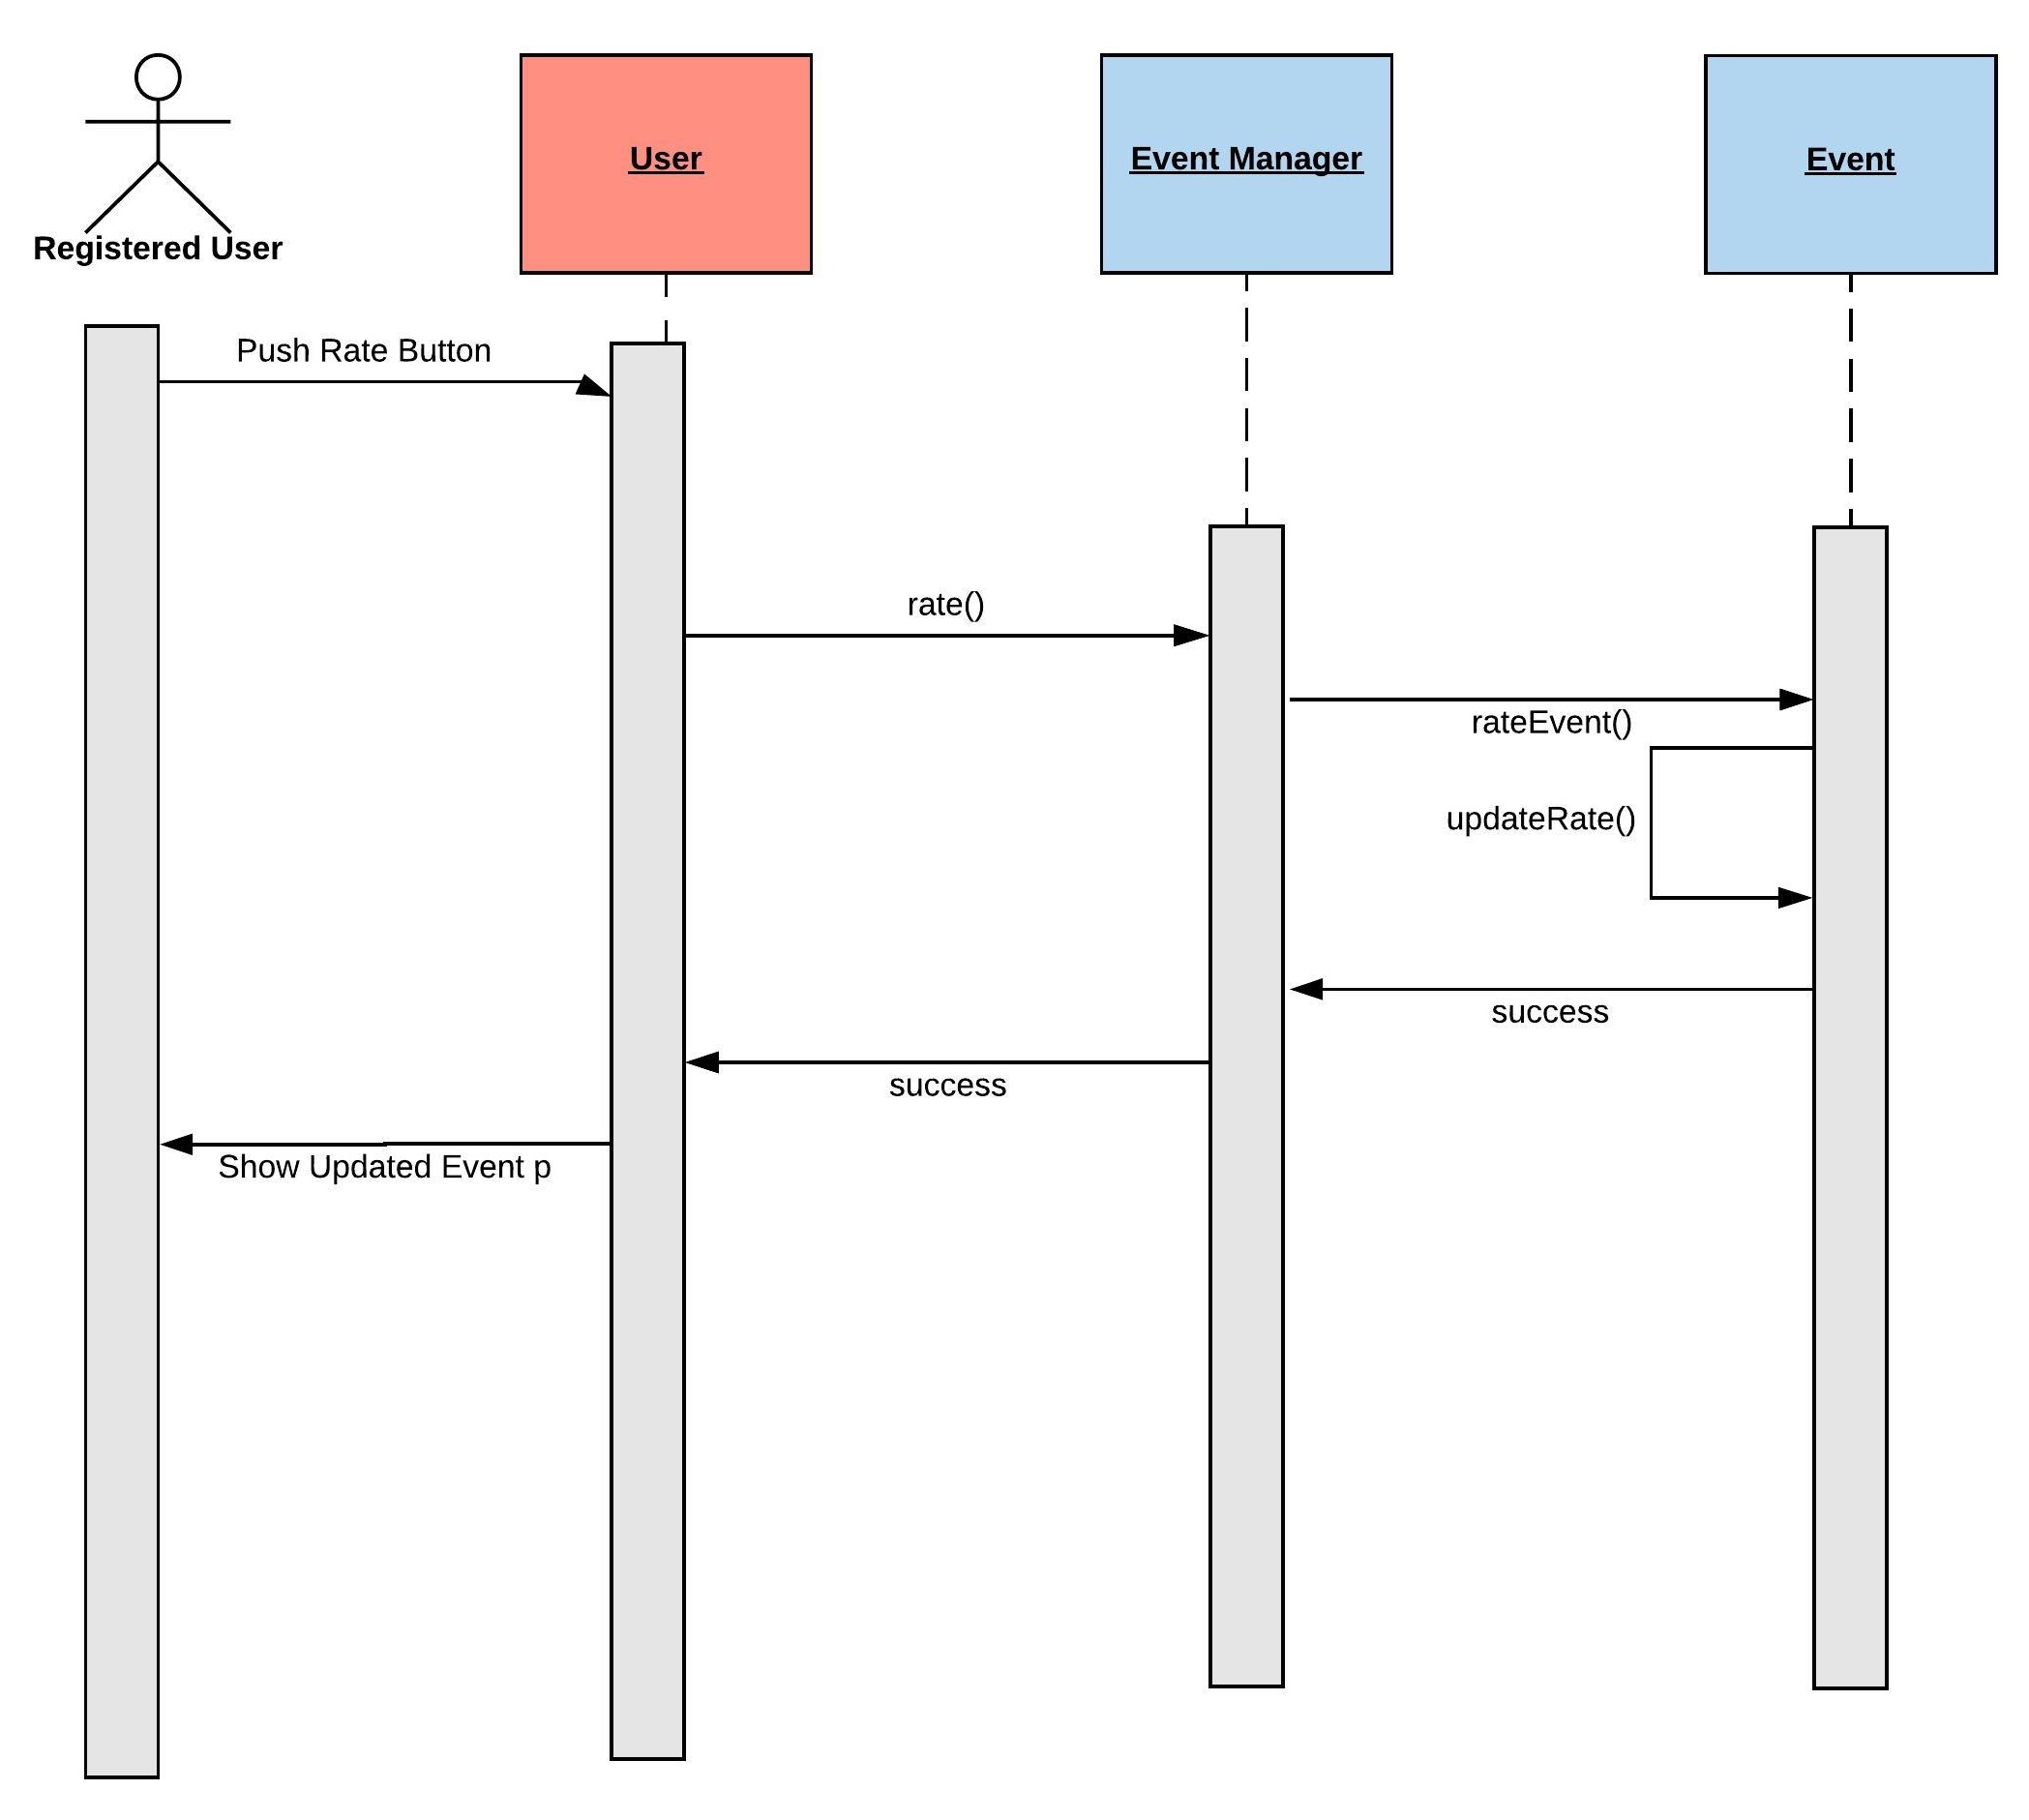 User
Event Manager
Event
Registered User
Push Rate Button
rate()
rateEvent()
updateRate()
success
success
Show Updated Event p